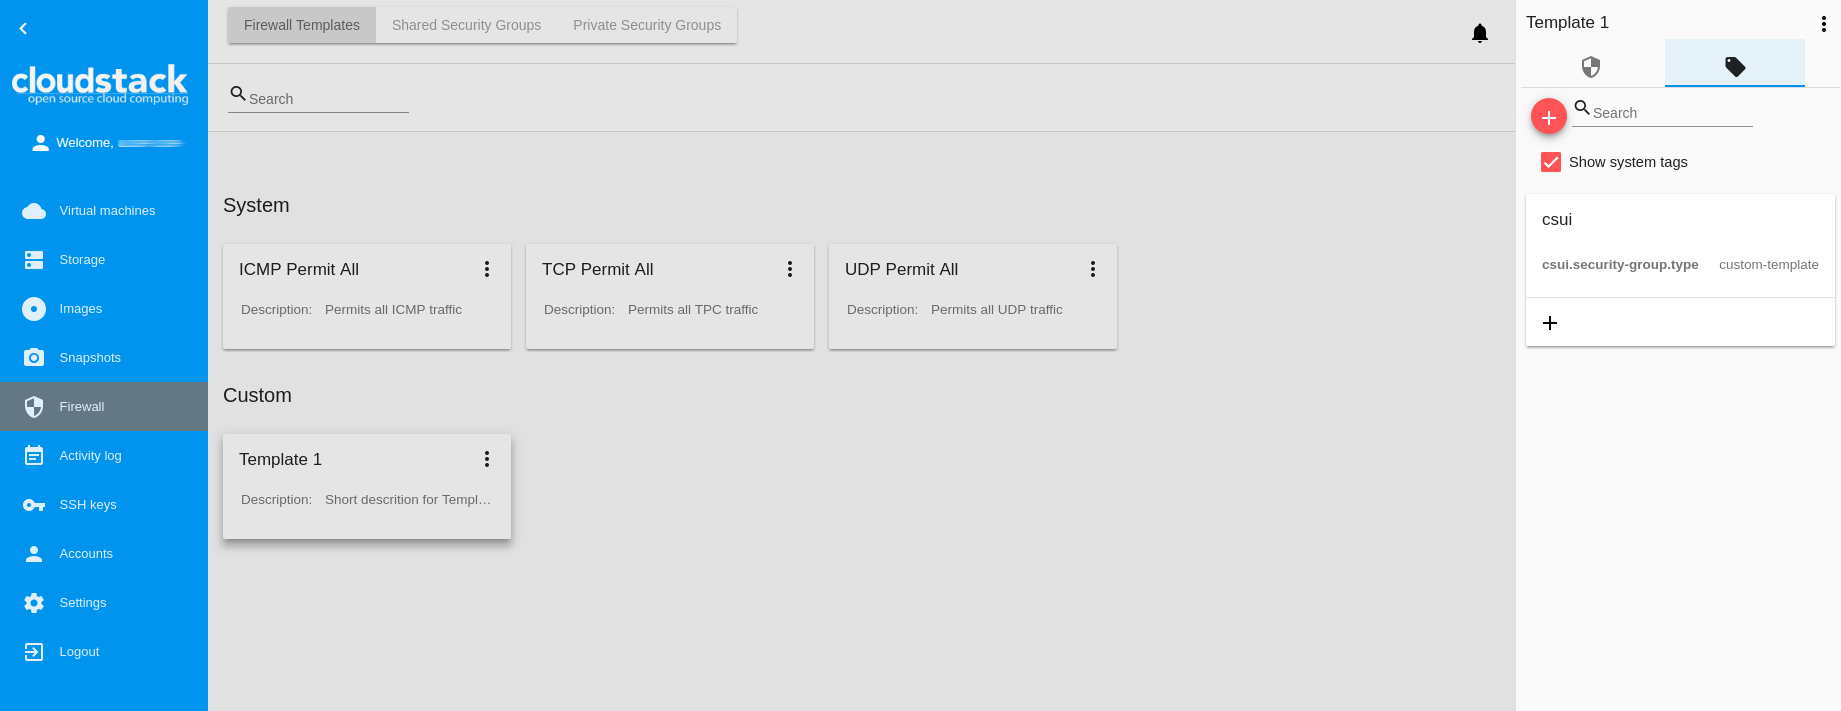 cloudstack
open source cloud computing
Welcome,
Virtual machines
Storage
Images
Snapshots
Firewall
Activity log
SSH keys
Accounts
Settings
Logout
Firewall Templates Shared Security Groups Private Security Groups
Search
System
ICMP Permit All
Description: Permits all ICMP traffic
TCP Permit All
Description: Permits all TPC traffic
UDP Permit All
Description: Permits all UDP traffic
Custom
Template 1
Description: Short descrition for Templ…
Template 1
Search
Show system tags
csui
csui.security-group.type custom-template